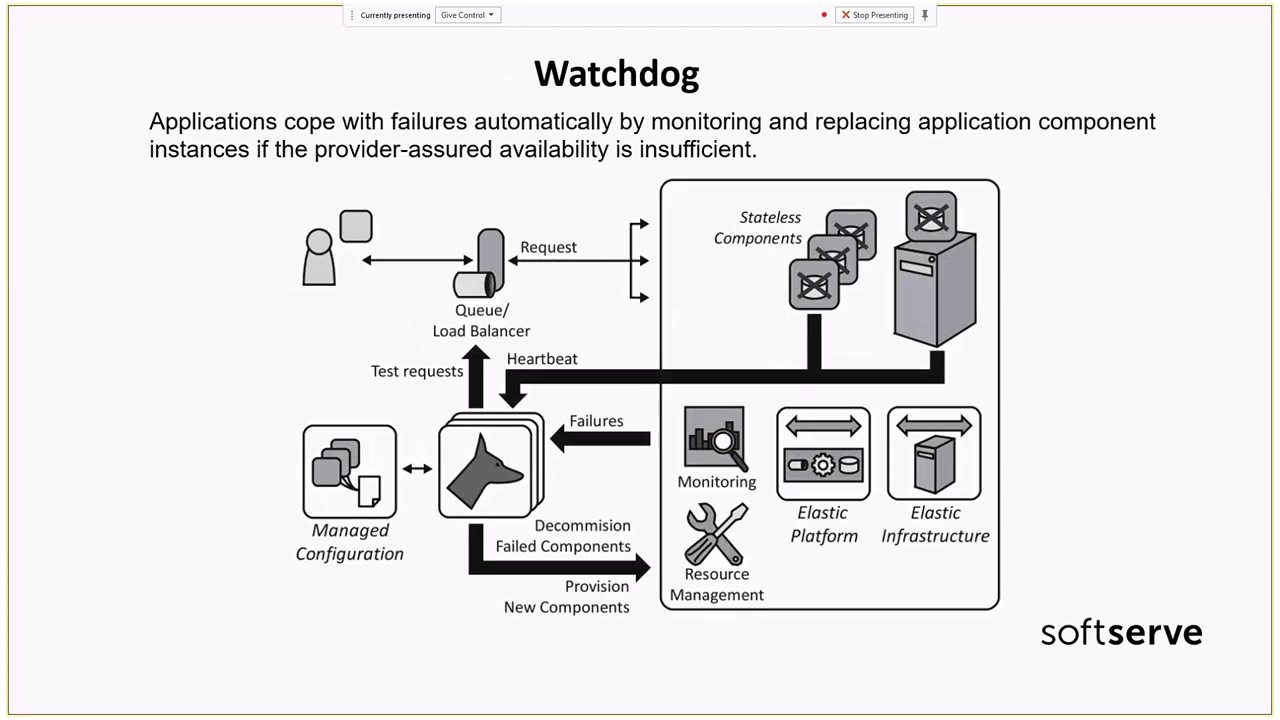 Currently presenting
Give Control
Stop Presenting
Watchdog
Applications cope with failures automatically by monitoring and replacing application component
instances if the provider-assured availability is insufficient.
Stateless
Components
Request
Queue/
Load Balancer
Test requests
Heartbeat
Failures
Managed
Configuration
Decommision
Failed Components
Provision
New Components
Monitoring
Resource
Management
Elastic
Platform
Elastic
Infrastructure
softserve